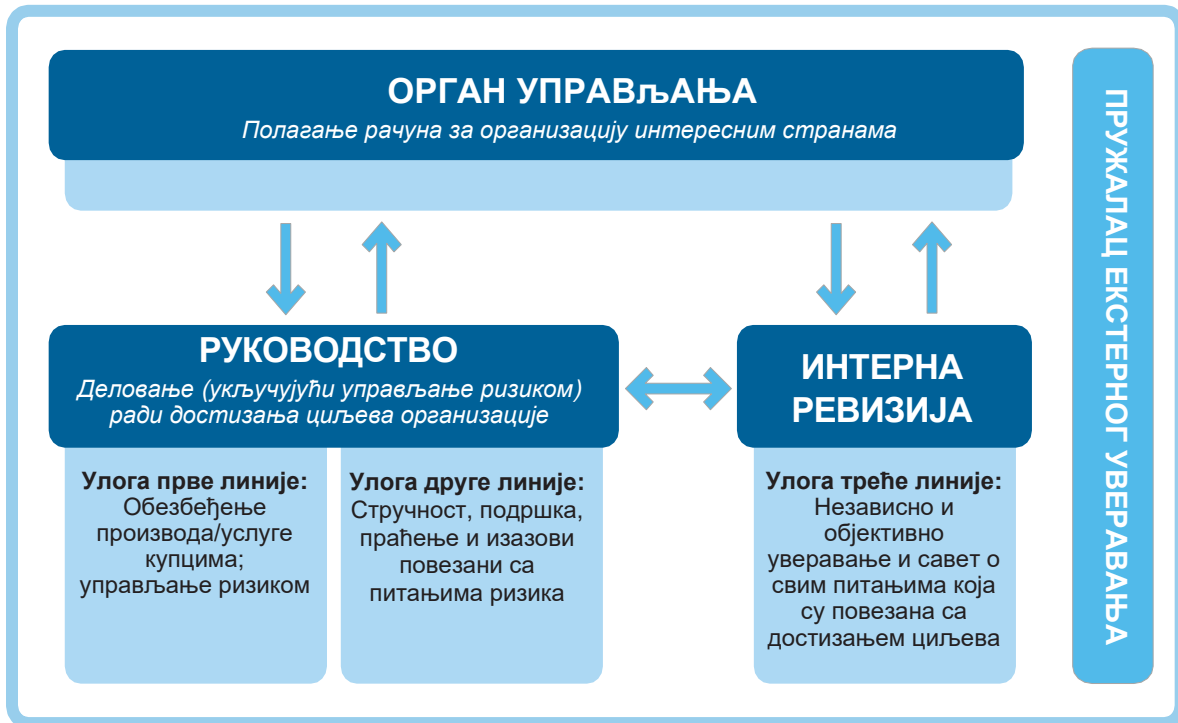 ОРГАН УПРАВљАЊА
Полагање рачуна за организацију интересним странама
РУКОВОДСТВО
Деловање (укључујући управљање ризиком)
ради достизања циљева организације
ИНТЕРНА
РЕВИЗИЈА
Улога прве линије:
Обезбеђење
производа/услуге
купцима;
управљање ризиком
Улога друге линије:
Стручност, подршка,
праћење и изазови
повезани са
питањима ризика
Улога треће линије:
Независно и
објективно
уверавање и савет о
свим питањима која
су повезана са
достизањем циљева
ПРУЖАЛАЦ ЕКСТЕРНОГ УВЕРАВАЊА